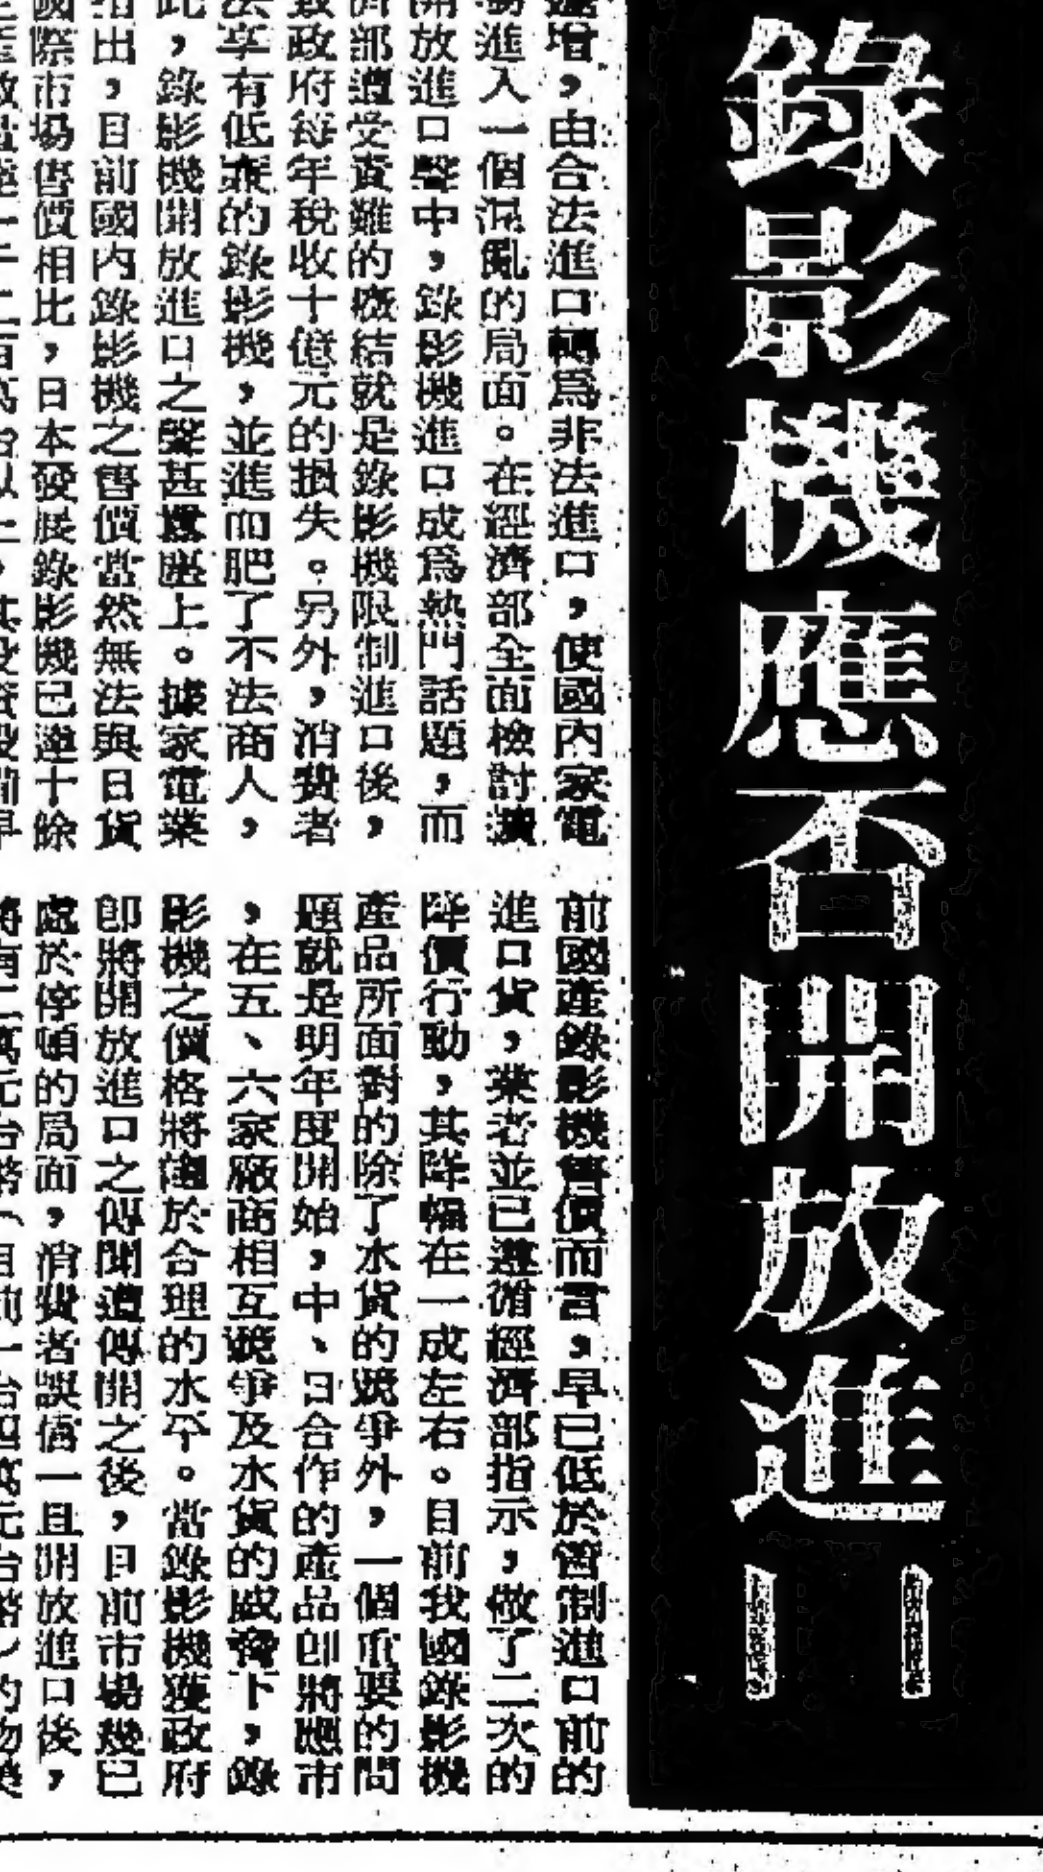 錄影機應否開放進口
增，由合法進口轉為非法進口，使國內家電
進入一個混亂的局面。在經濟部全面檢討擴
開放進口聲中，錄影機進口成為熱門話題，而
部遭受責難的癥結就是錄影機限制進口後，
政府每年稅收十億元的損失。另外，消費者
享有低廉的錄影機，並進而肥了不法商人，
，錄影機開放進口之聲甚囂塵上。據家電業
指出，目前國內錄影機之售價當然無法與日貨
國際市場售價相比，日本發展錄影機已達十餘
前國產錄影機售價而言，早已低於管制進口前的
進口貨，業者並已遵循經濟部指示，做了二次的
降價行動，其降幅在一成左右。目前我國錄影機
產品所面對的除了水貨的競爭外，一個重要的問
題就是明年度開始，中、日合作的產品即將應市
，在五、六家廠商相互競爭及水貨的威脅下，錄
影機之價格將趨於合理的水平。當錄影機獲政府
即將開放進口之傳聞遭傳開之後，目前市場幾已
處於停頓的局面，消費者誤信一旦開放進口後，